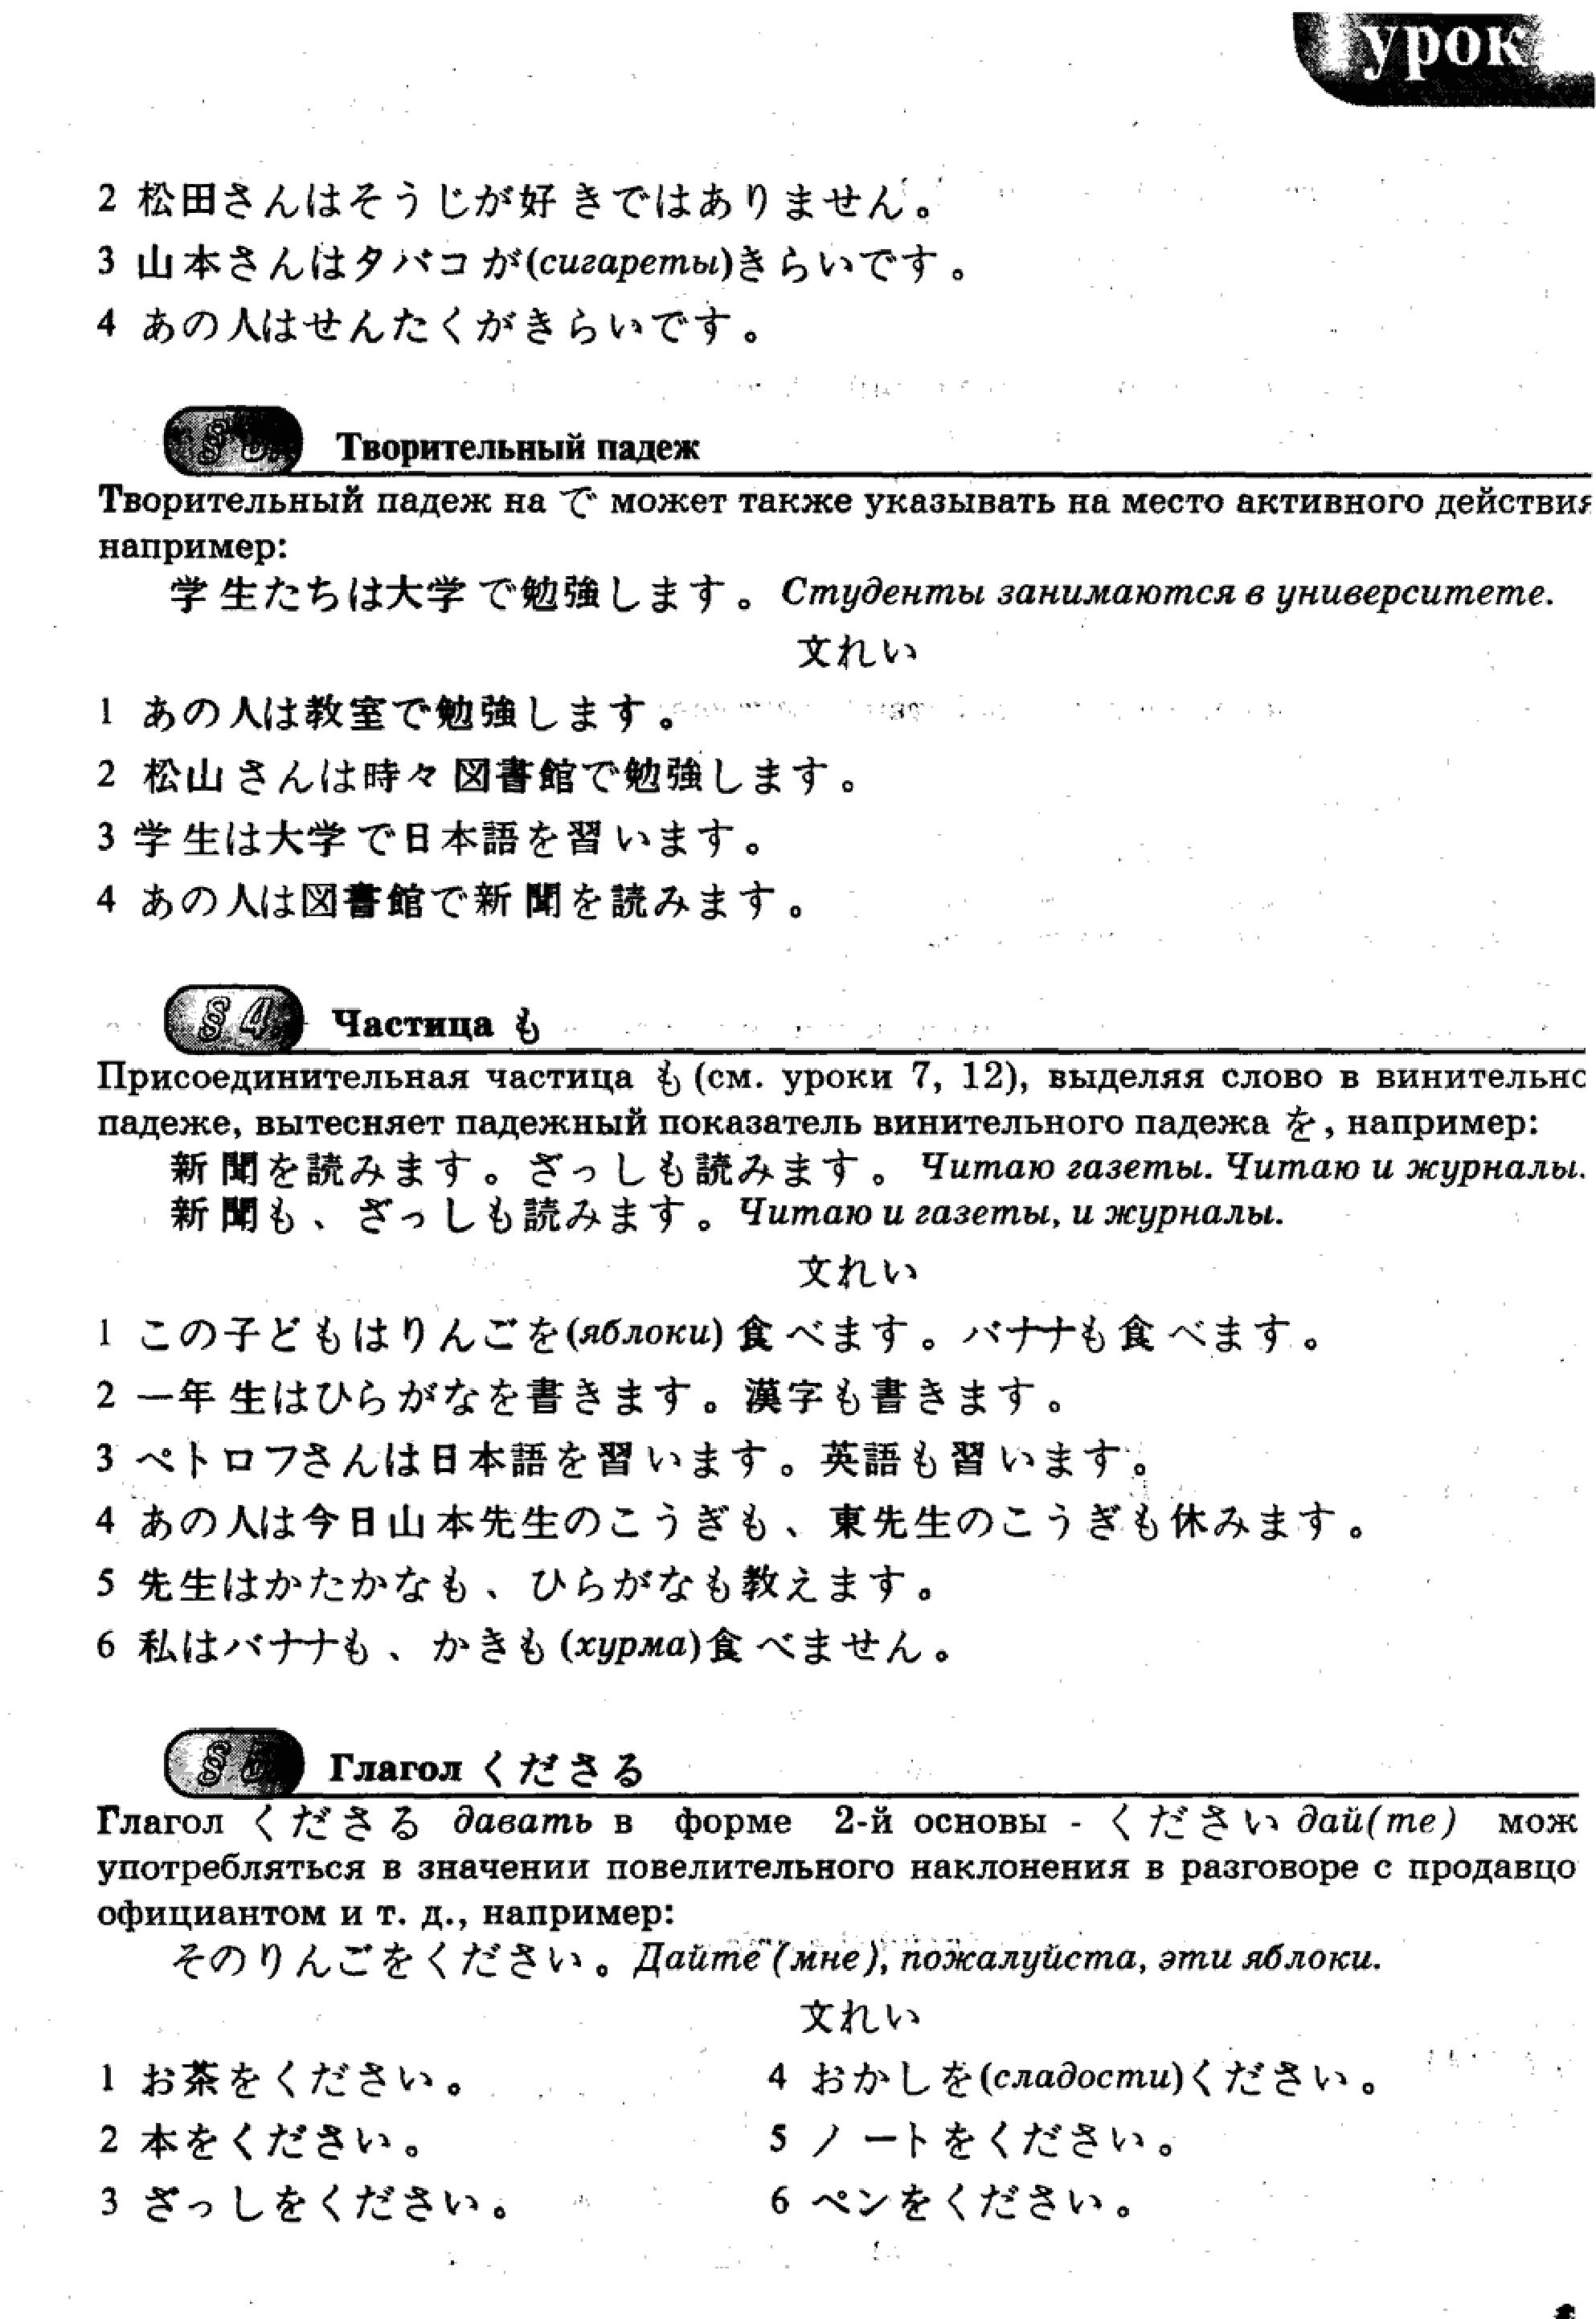 урок
2 松田さんはそうじが好きではありません。
3 山本さんはタバコが(сигареты)きらいです。
4 あの人はせんたくがきらいです。
Творительный падеж
Творительный падеж на で может также указывать на место активного действия
например:
学生たちは大学で勉強します。Студенты занимаются в университете.
文れい
1 あの人は教室で勉強します。
2 松山さんは時々図書館で勉強します。
3 学生は大学で日本語を習います。
4 あの人は図書館で新聞を読みます。
§ 4. Частица も
Присоединительная частица も (см. уроки 7, 12), выделяя слово в винительно
падеже, вытесняет падежный показатель винительного падежа を, например:
新聞を読みます。ざっしも読みます。Читаю газеты. Читаю и журналы.
新聞も、ざっしも読みます。Читаю и газеты, и журналы.
文れい
1 この子どもはりんごを(яблоки)食べます。バナナも食べます。
2 一年生はひらがなを書きます。漢字も書きます。
3 ペトロフさんは日本語を習います。英語も習います。
4 あの人は今日山本先生のこうぎも、東先生のこうぎも休みます。
5 先生はかたかなも、ひらがなも教えます。
6 私はバナナも、かきも(хурма)食べません。
§ 5 Глагол くださる
Глагол くださる давать в форме 2-й основы - ください дай(те) мож
употребляться в значении повелительного наклонения в разговоре с продавцо
официантом и т. д., например:
そのりんごをください。Дайте (мне), пожалуйста, эти яблоки.
文れい
1 お茶をください。
2 本をください。
3 ざっしをください。
4 おかしを(сладости)ください。
5 ノートをください。
6 ペンをください。